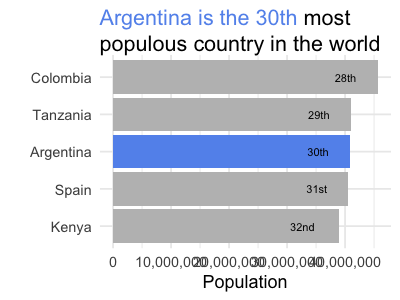 Argentina is the 30th most
populous country in the world
Colombia
28th
Tanzania
29th
Argentina
30th
Spain
31st
Kenya
32nd
0 10,000,000 20,000,000 30,000,000 40,000,000
Population